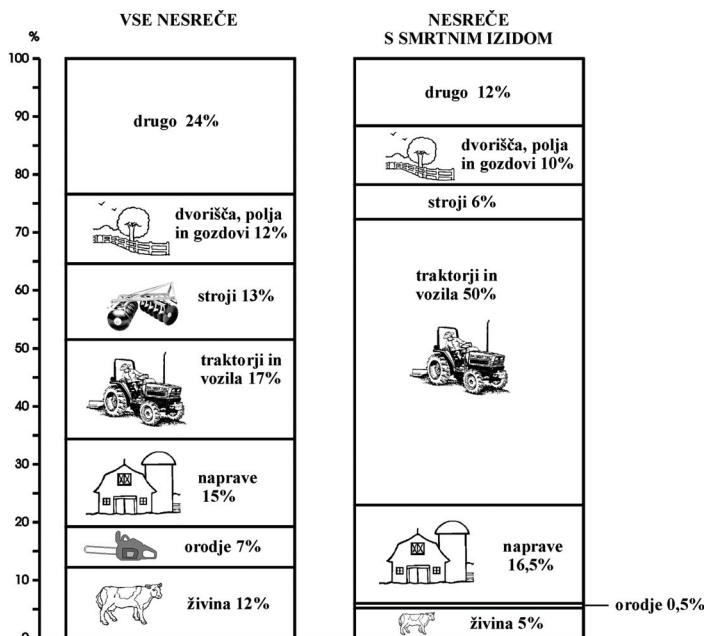 VSE NESREČE
NESREČE
S SMRTNIM IZIDOM
%
100
90
80
70
60
50
40
30
20
10
0
drugo 24%
dvorišča, polja
in gozdovi 12%
stroji 13%
traktorji in
vozila 17%
naprave
15%
orodje 7%
živina 12%
drugo 12%
dvorišča, polja
in gozdovi 10%
stroji 6%
traktorji in
vozila 50%
naprave
16,5%
orodje 0,5%
živina 5%